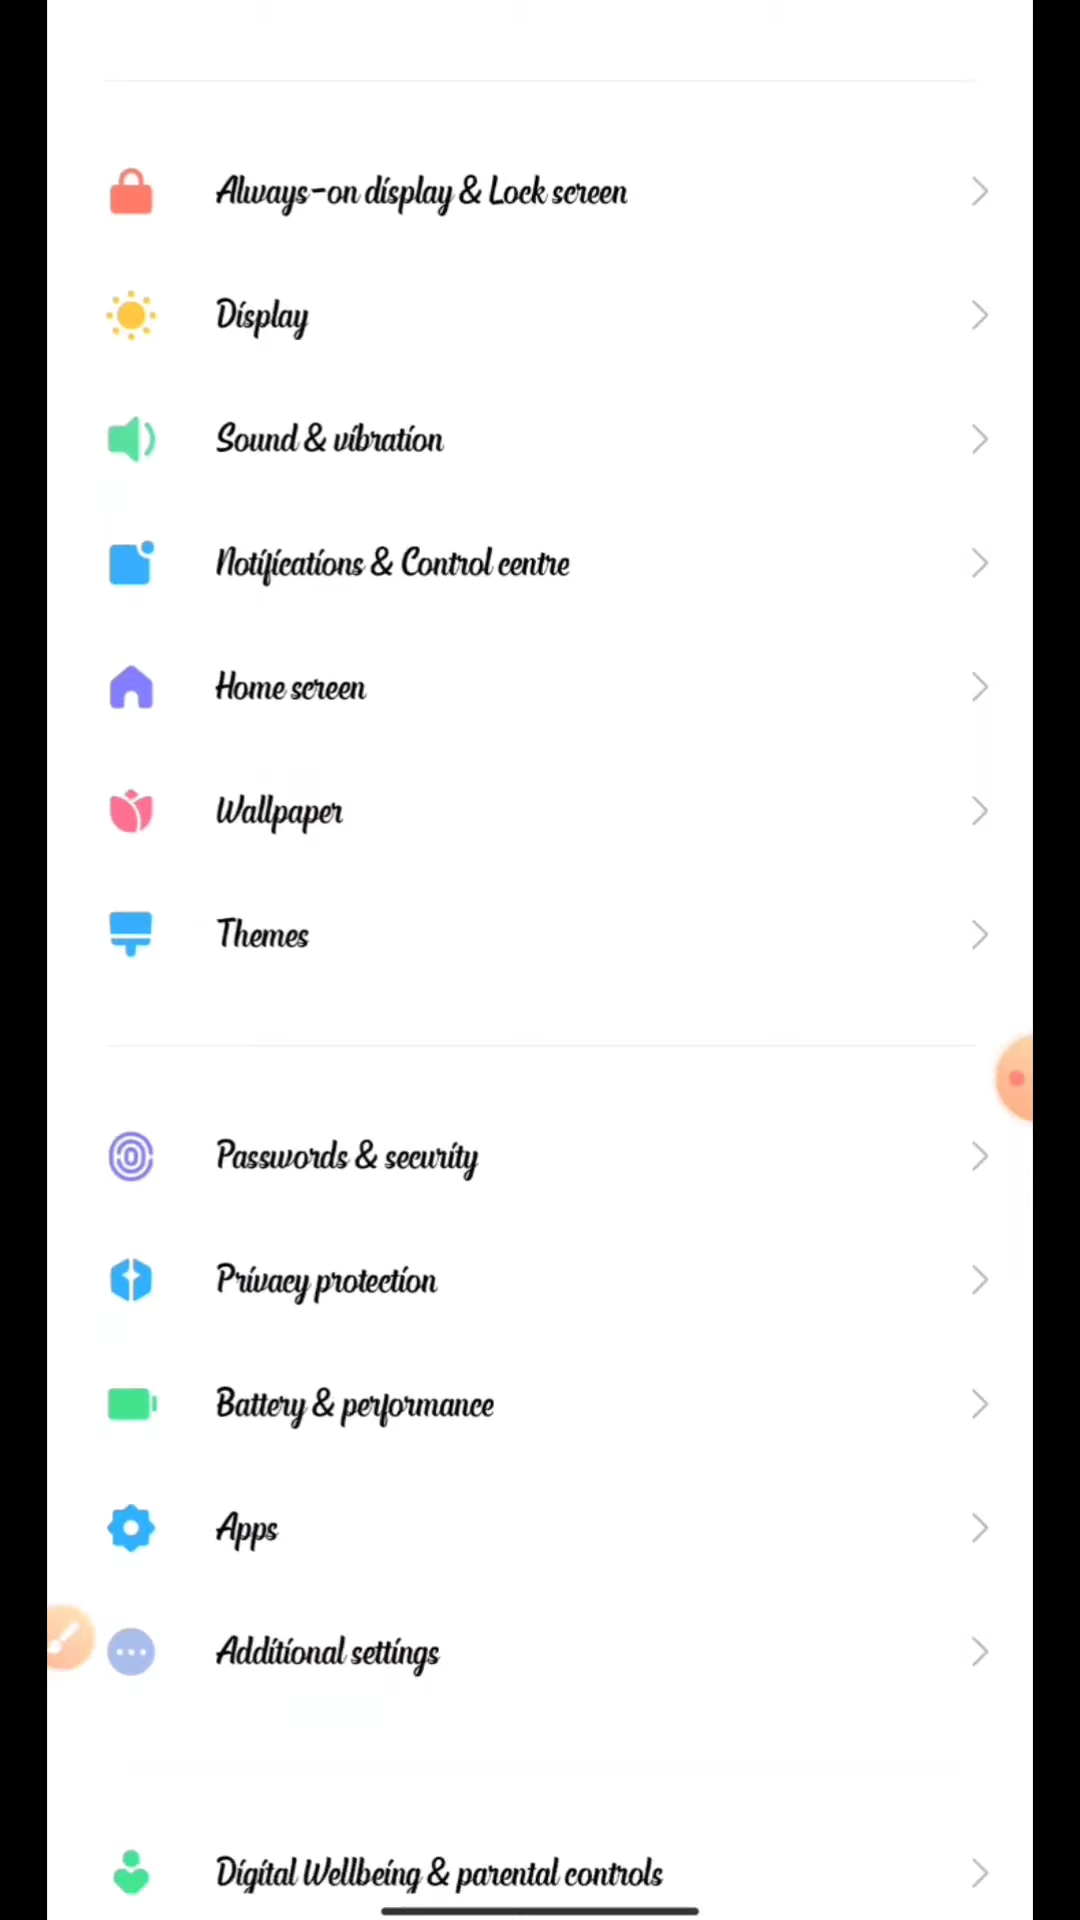 Always-on display & Lock screen
Display
Sound & vibration
Notifications & Control centre
Home screen
Wallpaper
Themes
Passwords & security
Privacy protection
Battery & performance
Apps
Additional settings
Digital Wellbeing & parental controls